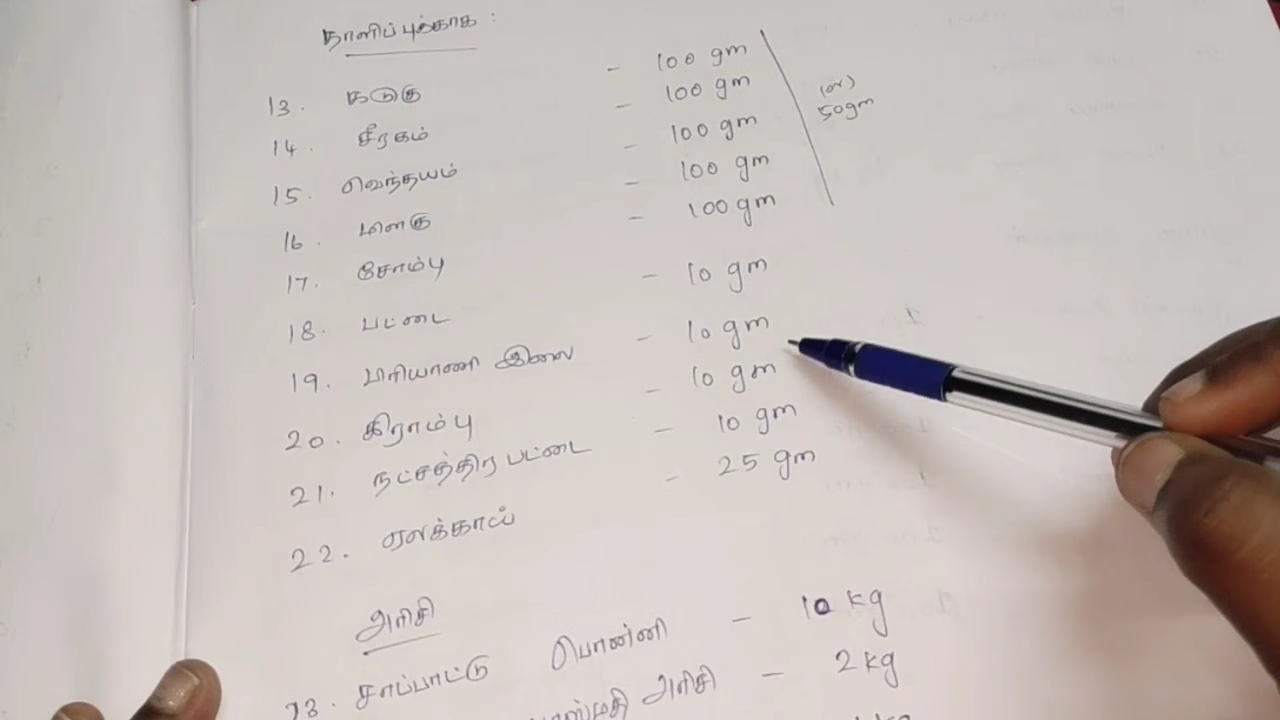 தாளிப்புக்காக :
13. கடுகு - 100 gm
14. சீரகம் - 100 gm (or) 50gm
15. வெந்தயம் - 100 gm
16. மிளகு - 100 gm
17. சோம்பு - 100 gm
18. பட்டை - 10 gm
19. பிரியாணி இலை - 10 gm
20. கிராம்பு - 10 gm
21. நட்சத்திர பட்டை - 10 gm
22. ஏலக்காய் - 25 gm
அரிசி
23. சாப்பாட்டு பொன்னி - 10 kg
அரிசி - 2 kg